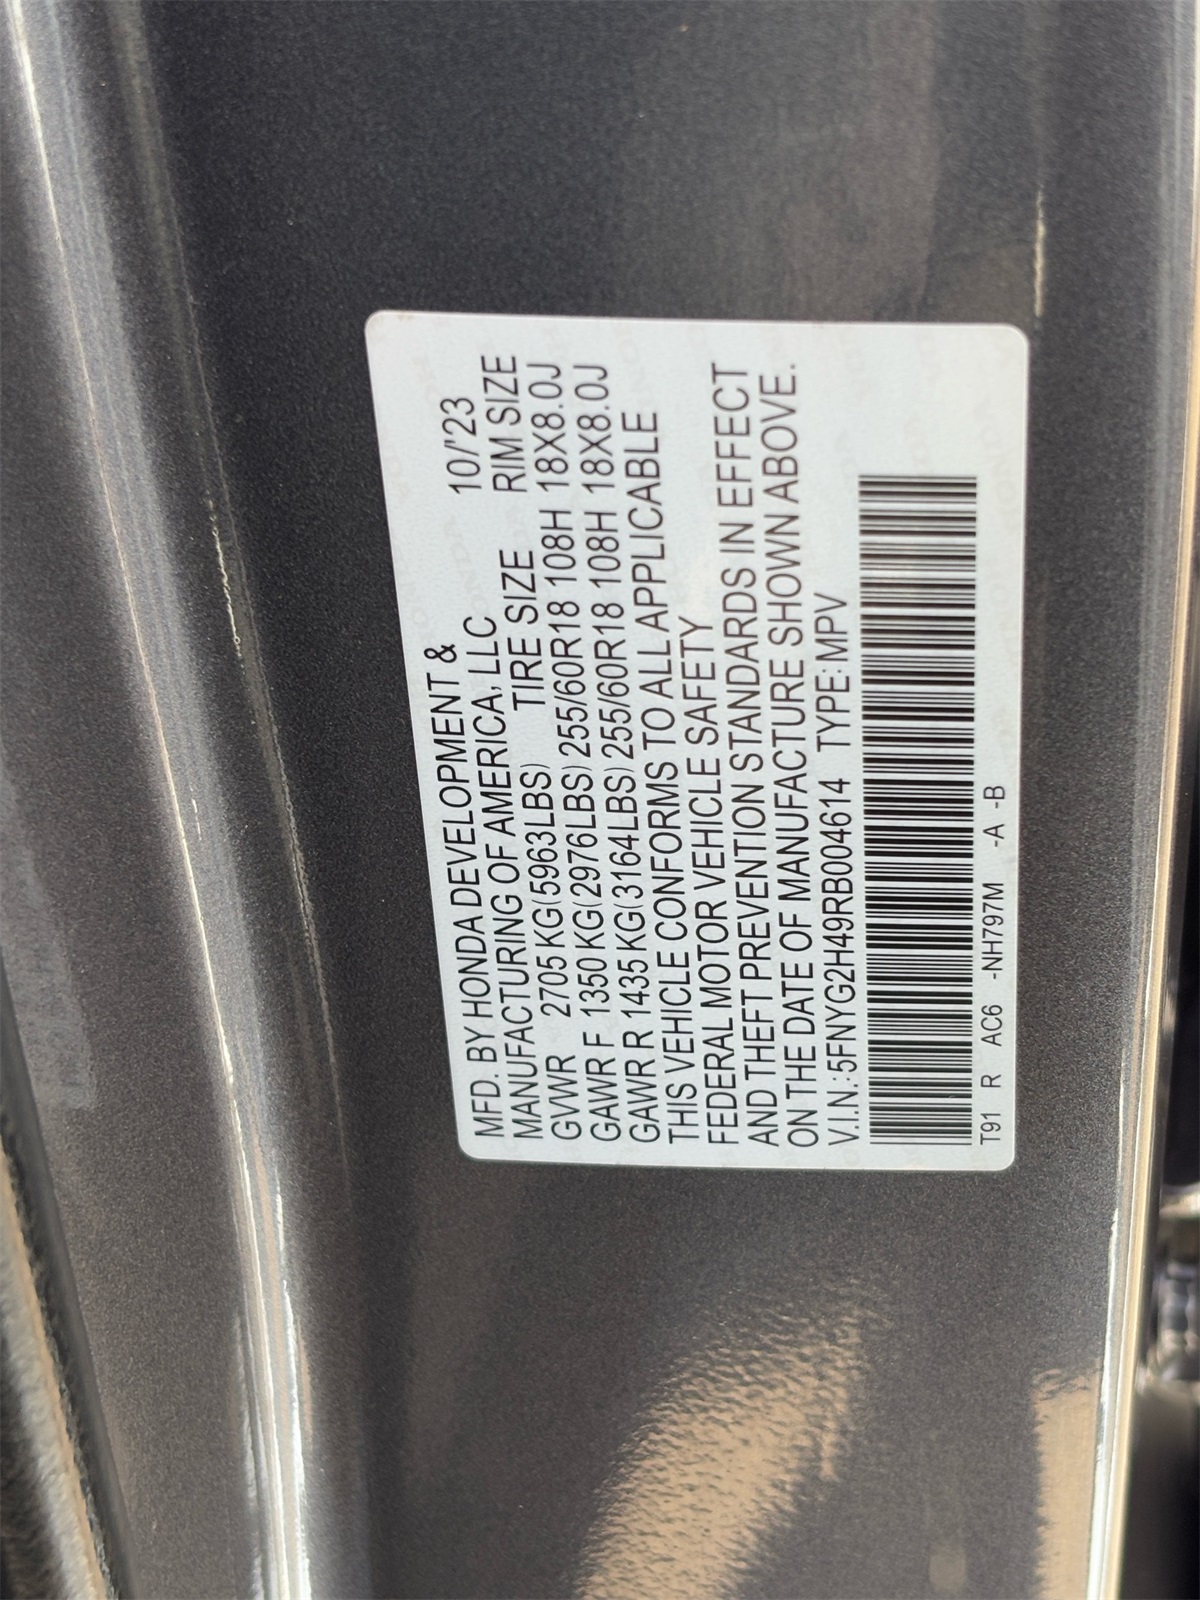 MFD. BY HONDA DEVELOPMENT & 10/'23
MANUFACTURING OF AMERICA, LLC
TIRE SIZE RIM SIZE
GVWR 2705 KG(5963LBS)
GAWR F 1350 KG(2976LBS) 255/60R18 108H 18X8.0J
GAWR R 1435 KG(3164LBS) 255/60R18 108H 18X8.0J
THIS VEHICLE CONFORMS TO ALL APPLICABLE
FEDERAL MOTOR VEHICLE SAFETY
AND THEFT PREVENTION STANDARDS IN EFFECT
ON THE DATE OF MANUFACTURE SHOWN ABOVE.
V.I.N.:5FNYG2H49RB004614 TYPE:MPV
T91 R AC6 -NH797M -A -B